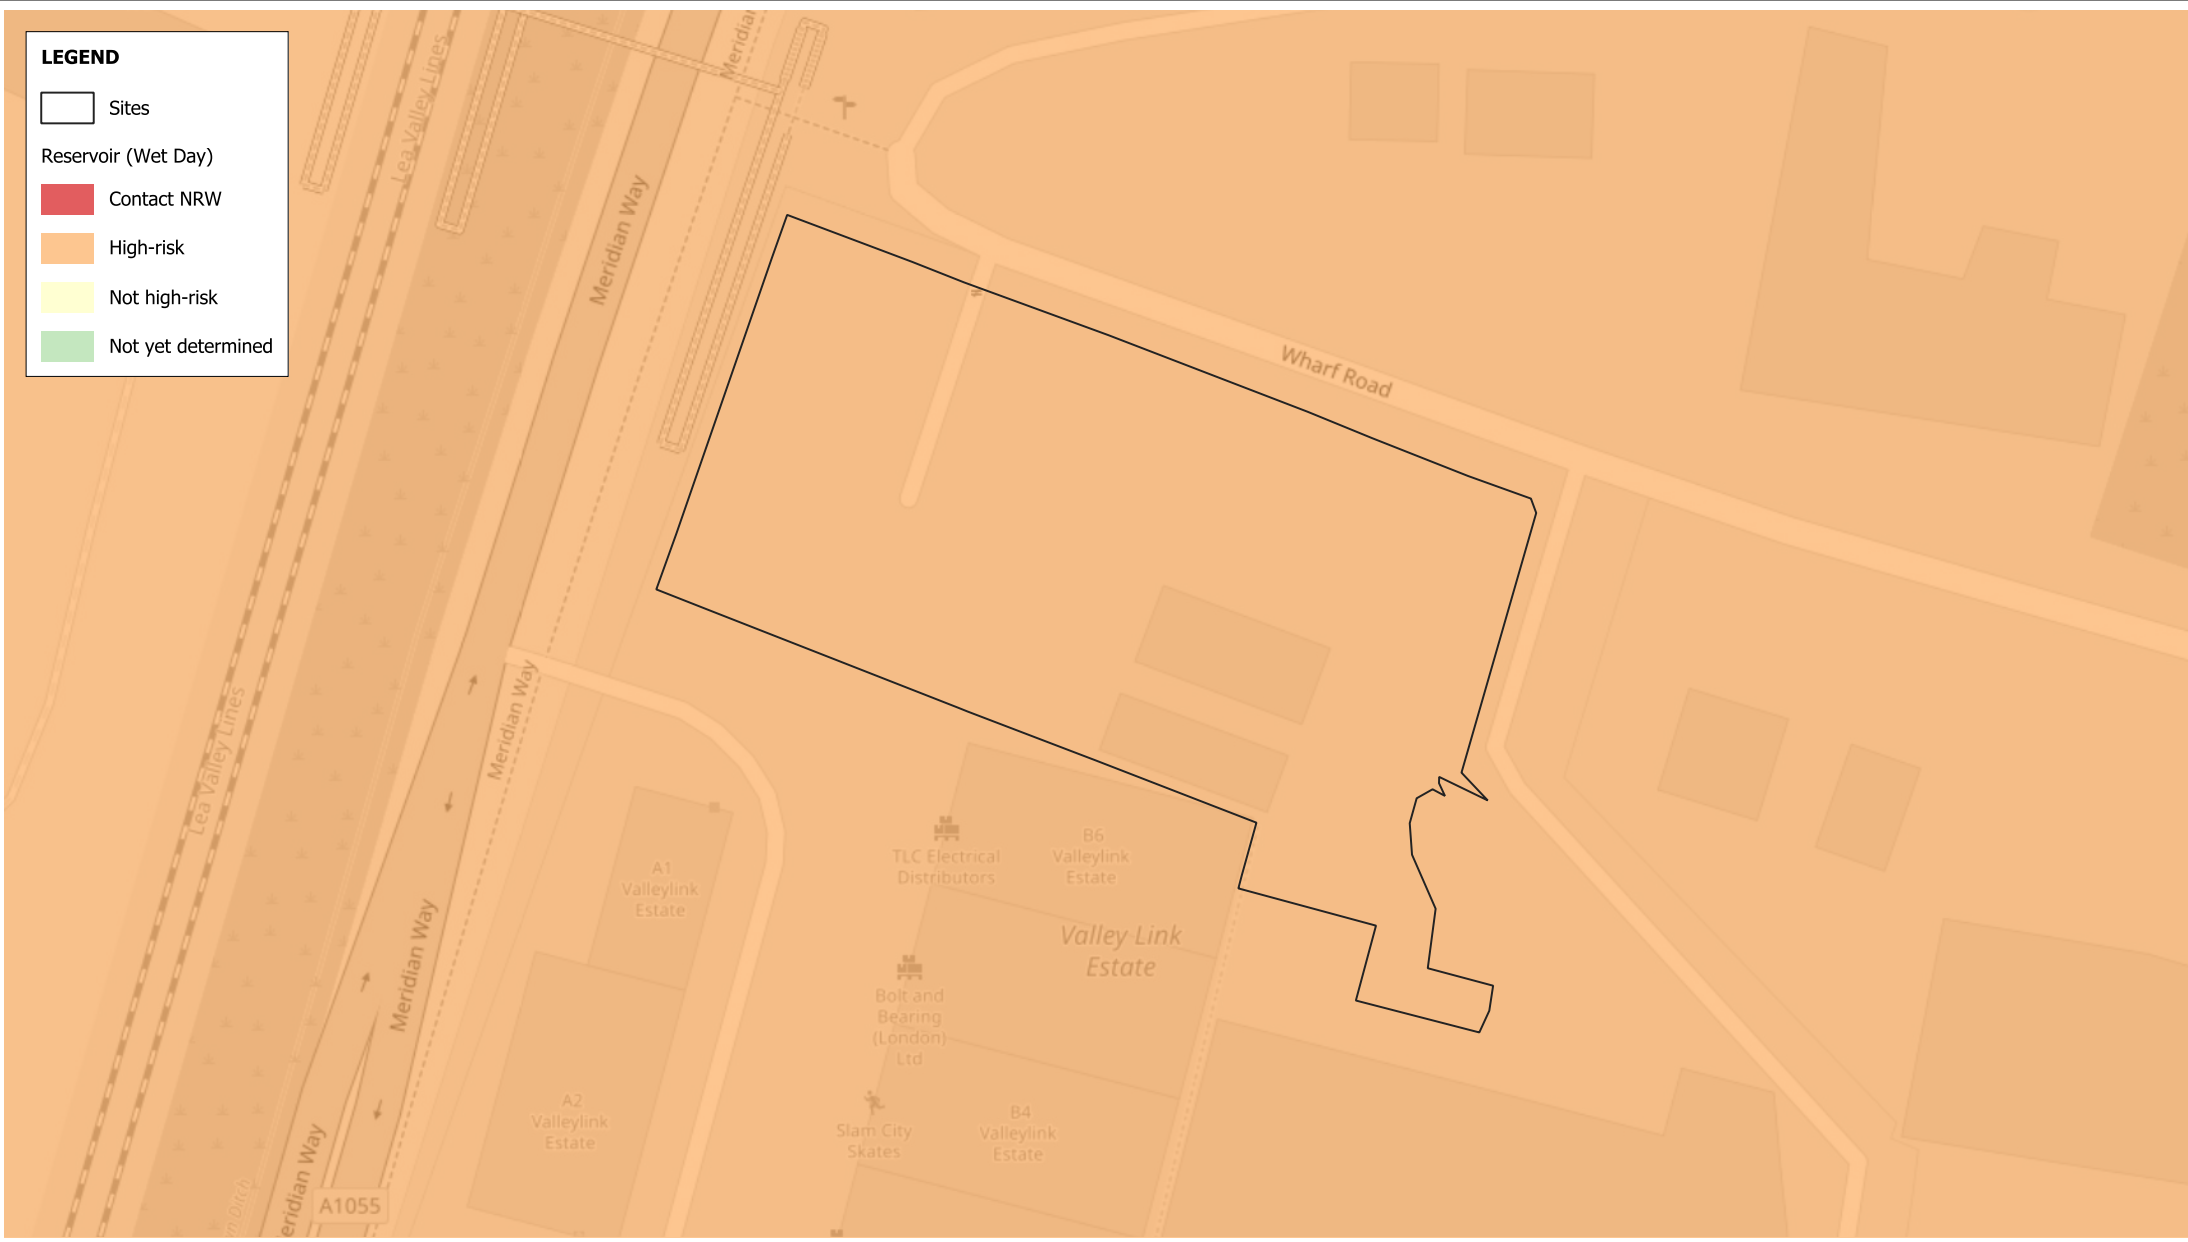 LEGEND
Sites
Reservoir (Wet Day)
Contact NRW
High-risk
Not high-risk
Not yet determined
Lea Valley Lines
Meridian
Meridian Way
Wharf Road
Meridian Way
Lea Valley Lines
TLC Electrical
Distributors
B6
Valleylink
Estate
A1
Valleylink
Estate
Valley Link
Estate
Meridian Way
Bolt and
Bearing
(London)
Ltd
A2
Valleylink
Estate
Slam City
Skates
B4
Valleylink
Estate
eridian Way
A1055
n Ditch